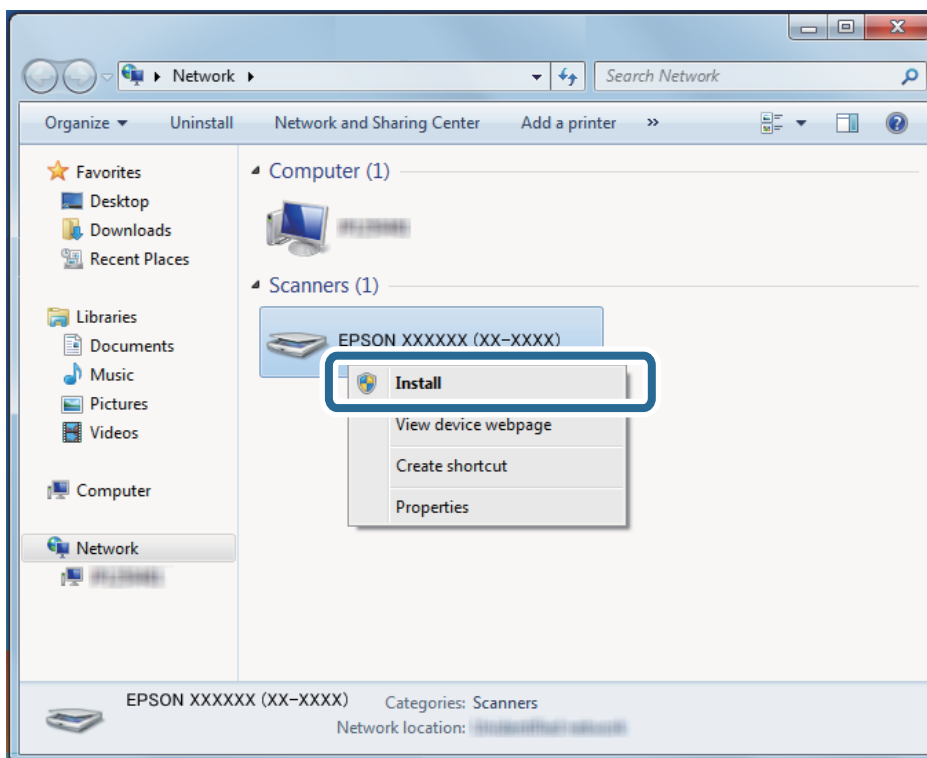 Network
Search Network
Organize
Uninstall
Network and Sharing Center
Add a printer
»
Favorites
Desktop
Downloads
Recent Places
Libraries
Documents
Music
Pictures
Videos
Computer
Network
Computer (1)
Scanners (1)
EPSON XXXXXX (XX-XXXX)
Install
View device webpage
Create shortcut
Properties
EPSON XXXXXX (XX-XXXX) Categories: Scanners
Network location: